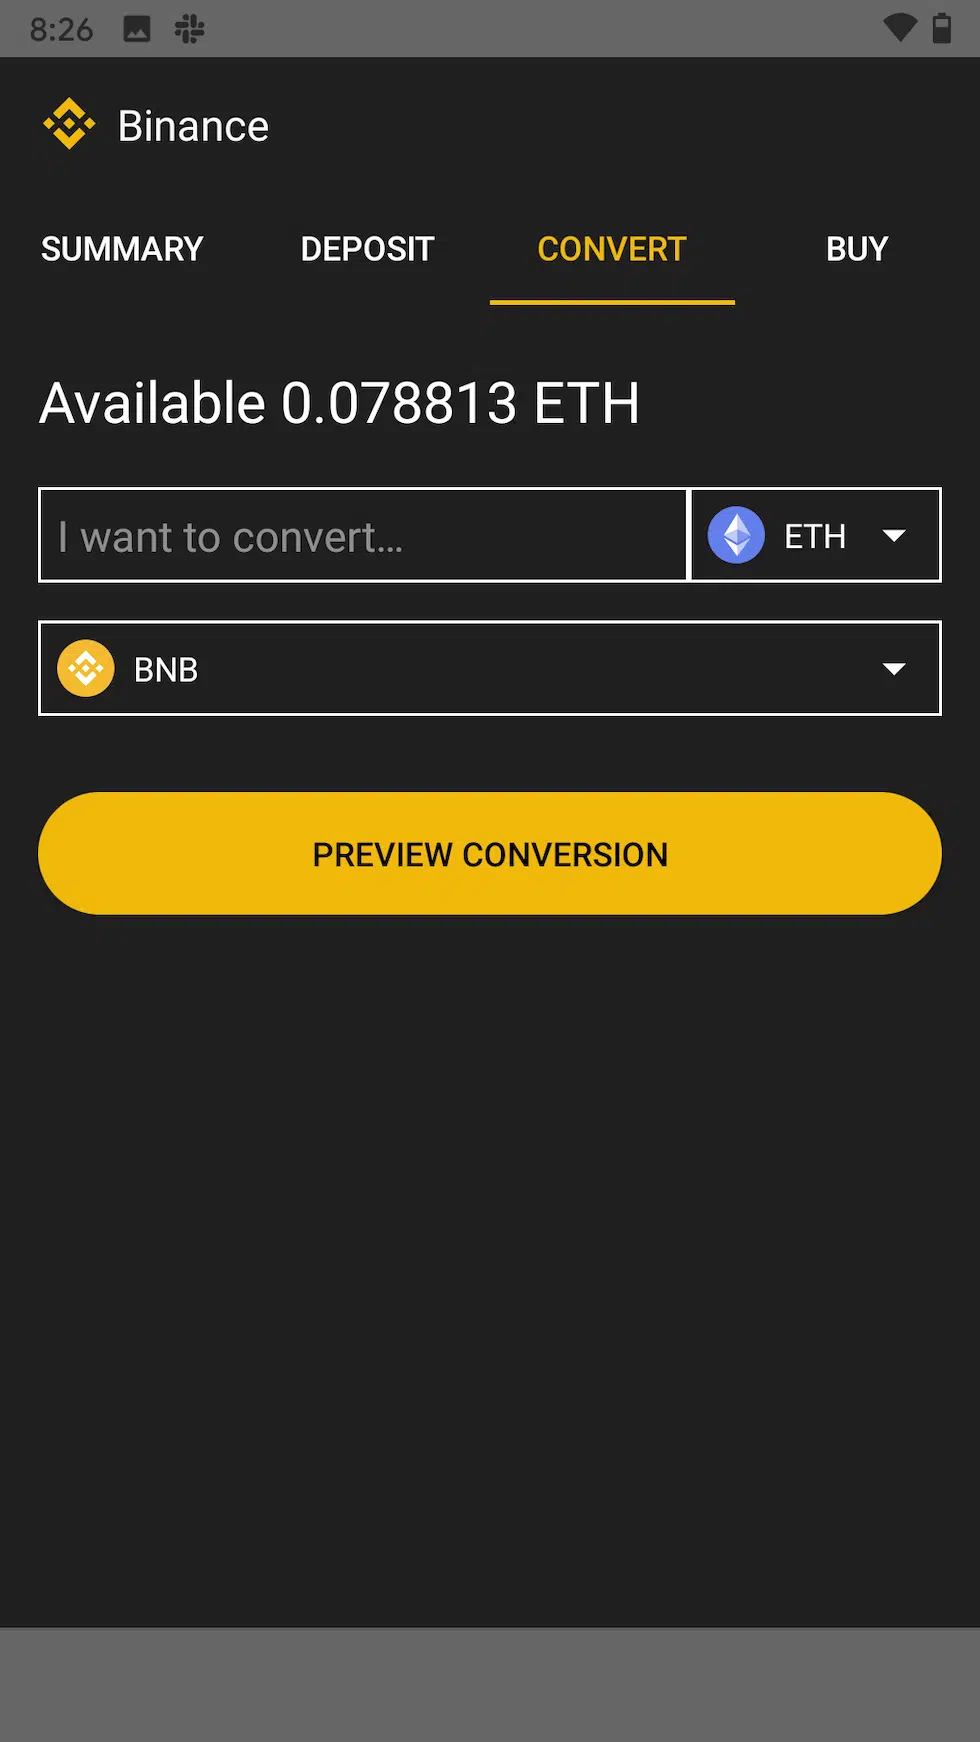 8:26
Binance
SUMMARY DEPOSIT CONVERT BUY
Available 0.078813 ETH
I want to convert... ETH
BNB
PREVIEW CONVERSION